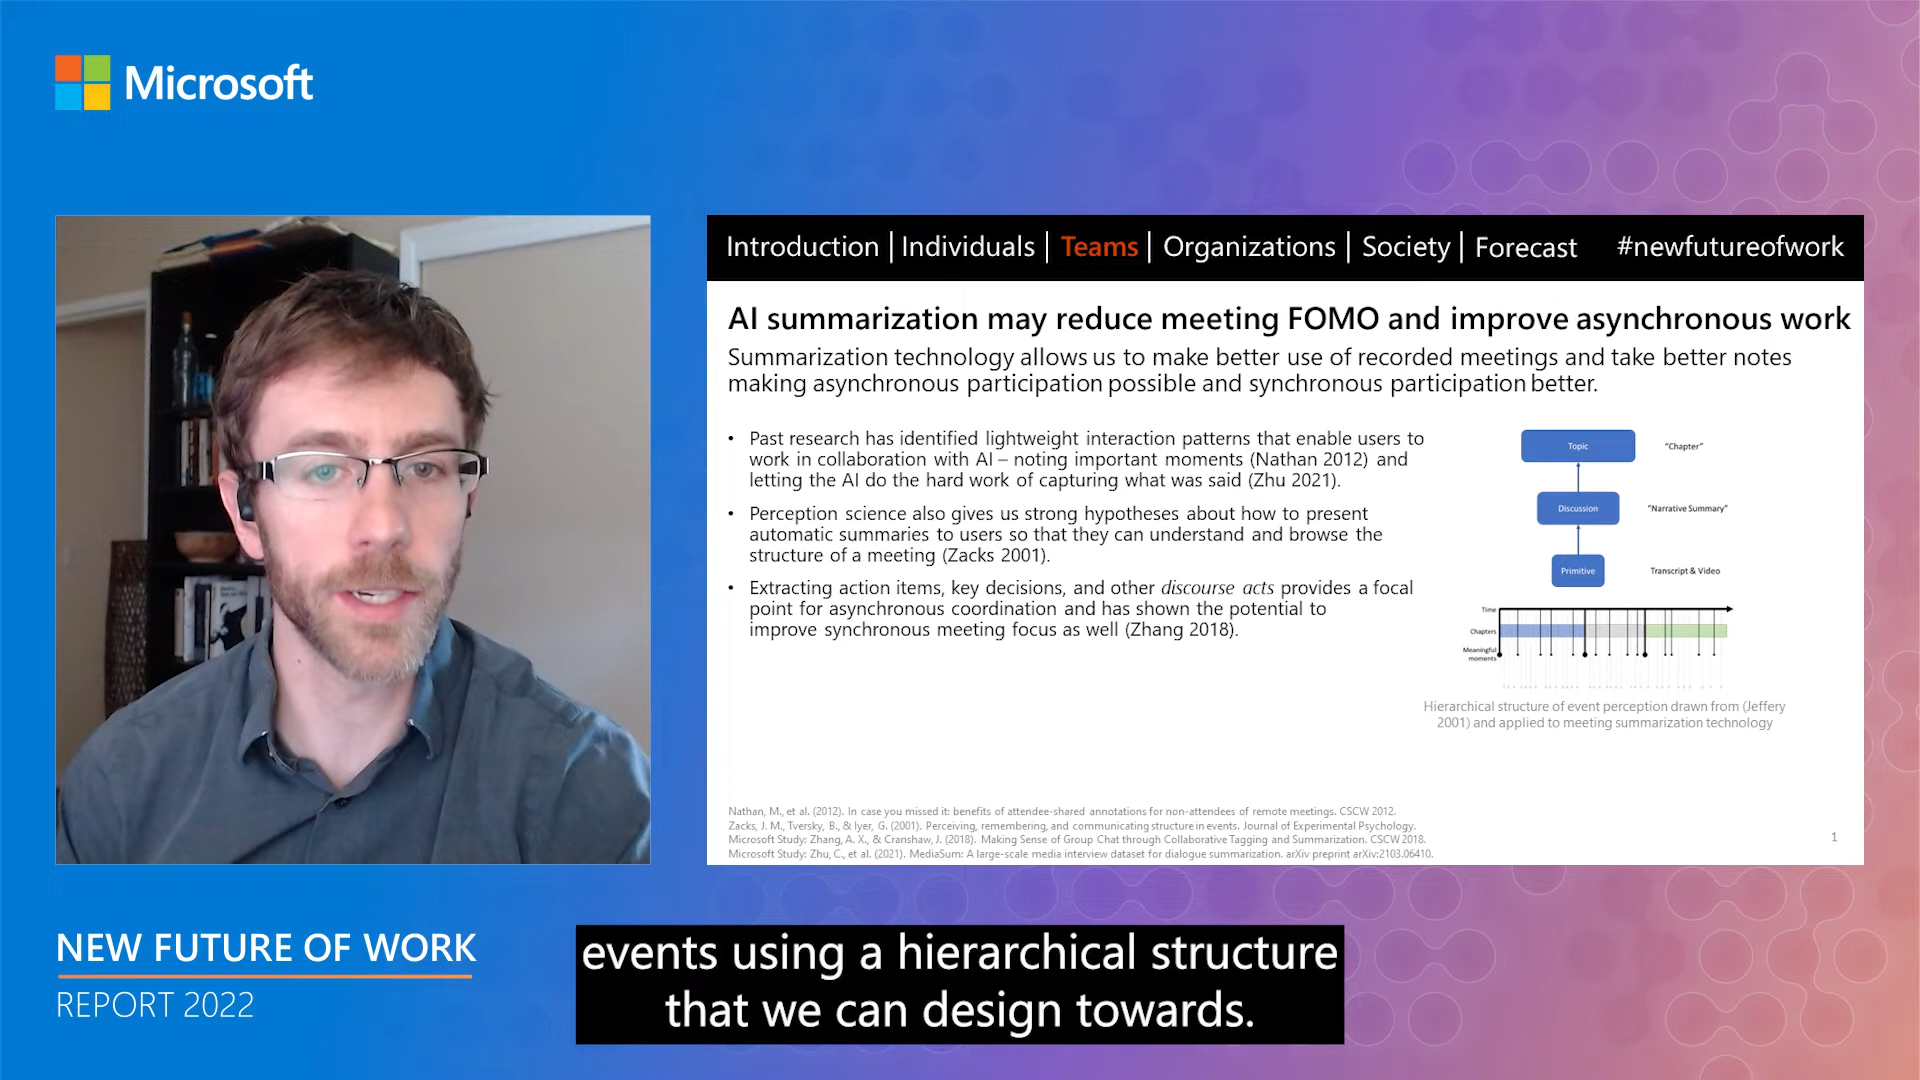 Microsoft
Introduction | Individuals | Teams | Organizations | Society | Forecast #newfutureofwork
AI summarization may reduce meeting FOMO and improve asynchronous work
Summarization technology allows us to make better use of recorded meetings and take better notes
making asynchronous participation possible and synchronous participation better.
• Past research has identified lightweight interaction patterns that enable users to
work in collaboration with AI – noting important moments (Nathan 2012) and
letting the AI do the hard work of capturing what was said (Zhu 2021).
• Perception science also gives us strong hypotheses about how to present
automatic summaries to users so that they can understand and browse the
structure of a meeting (Zacks 2001).
• Extracting action items, key decisions, and other discourse acts provides a focal
point for asynchronous coordination and has shown the potential to
improve synchronous meeting focus as well (Zhang 2018).
Topic "Chapter"
Discussion "Narrative Summary"
Primitive Transcript & Video
Time
Chapters
Meaningful
moments
Hierarchical structure of event perception drawn from (Jeffery
2001) and applied to meeting summarization technology
Nathan, M., et al. (2012). In case you missed it: benefits of attendee-shared annotations for non-attendees of remote meetings. CSCW 2012.
Zacks, J. M., Tversky, B., & Iyer, G. (2001). Perceiving, remembering, and communicating structure in events. Journal of Experimental Psychology.
Microsoft Study: Zhang, A. X., & Cranshaw, J. (2018). Making Sense of Group Chat through Collaborative Tagging and Summarization. CSCW 2018.
Microsoft Study: Zhu, C., et al. (2021). MediaSum: A large-scale media interview dataset for dialogue summarization. arXiv preprint arXiv:2103.06410.
1
NEW FUTURE OF WORK
REPORT 2022
events using a hierarchical structure
that we can design towards.